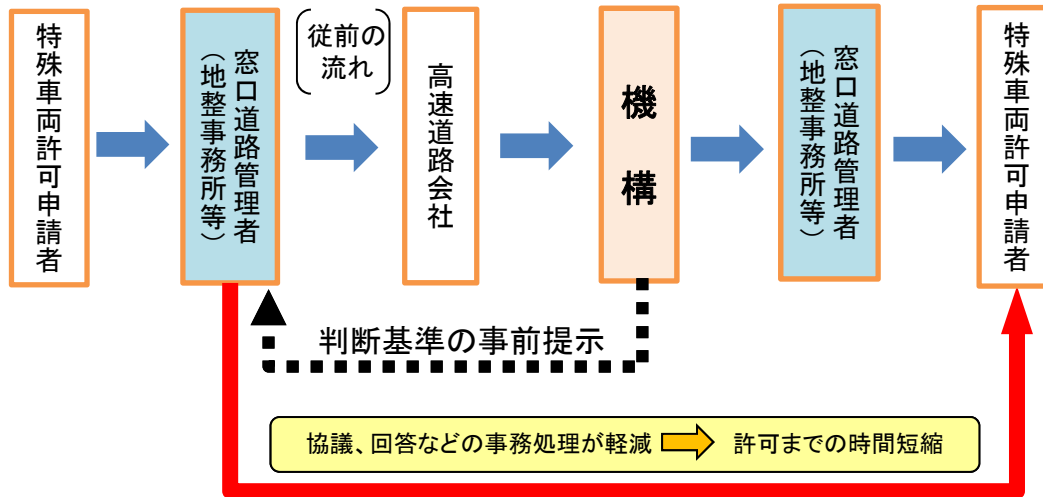 特殊車両許可申請者
窓口道路管理者
（地整事務所等）
従前の
流れ
高速道路会社
機構
窓口道路管理者
（地整事務所等）
特殊車両許可申請者
判断基準の事前提示
協議、回答などの事務処理が軽減 許可までの時間短縮